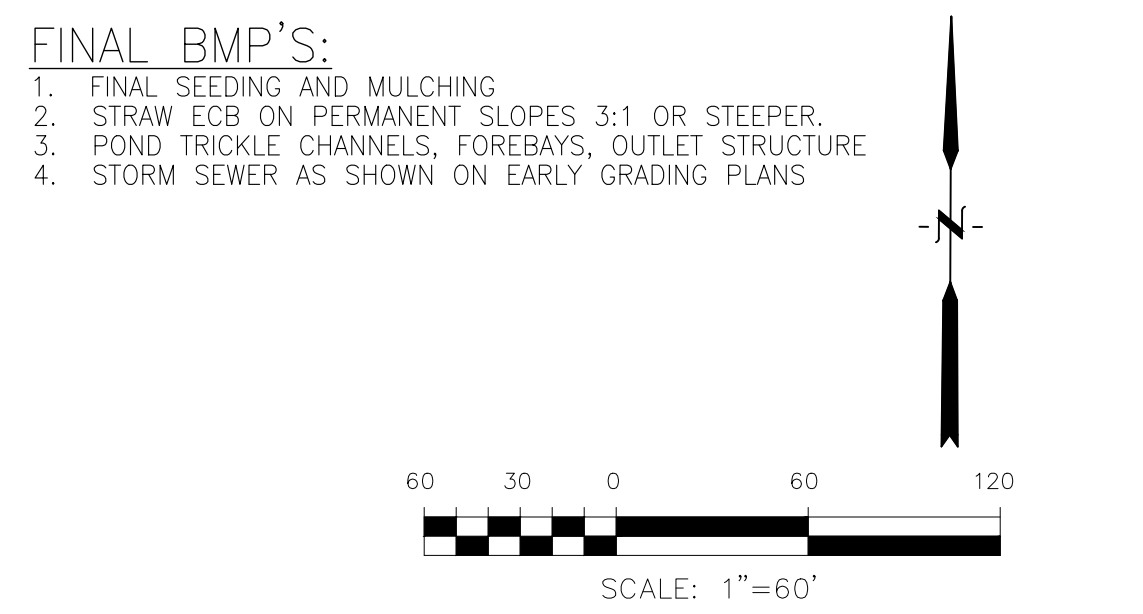 FINAL BMP'S:
1. FINAL SEEDING AND MULCHING
2. STRAW ECB ON PERMANENT SLOPES 3:1 OR STEEPER.
3. POND TRICKLE CHANNELS, FOREBAYS, OUTLET STRUCTURE
4. STORM SEWER AS SHOWN ON EARLY GRADING PLANS
-N-
60 30 0 60 120
SCALE: 1"=60'